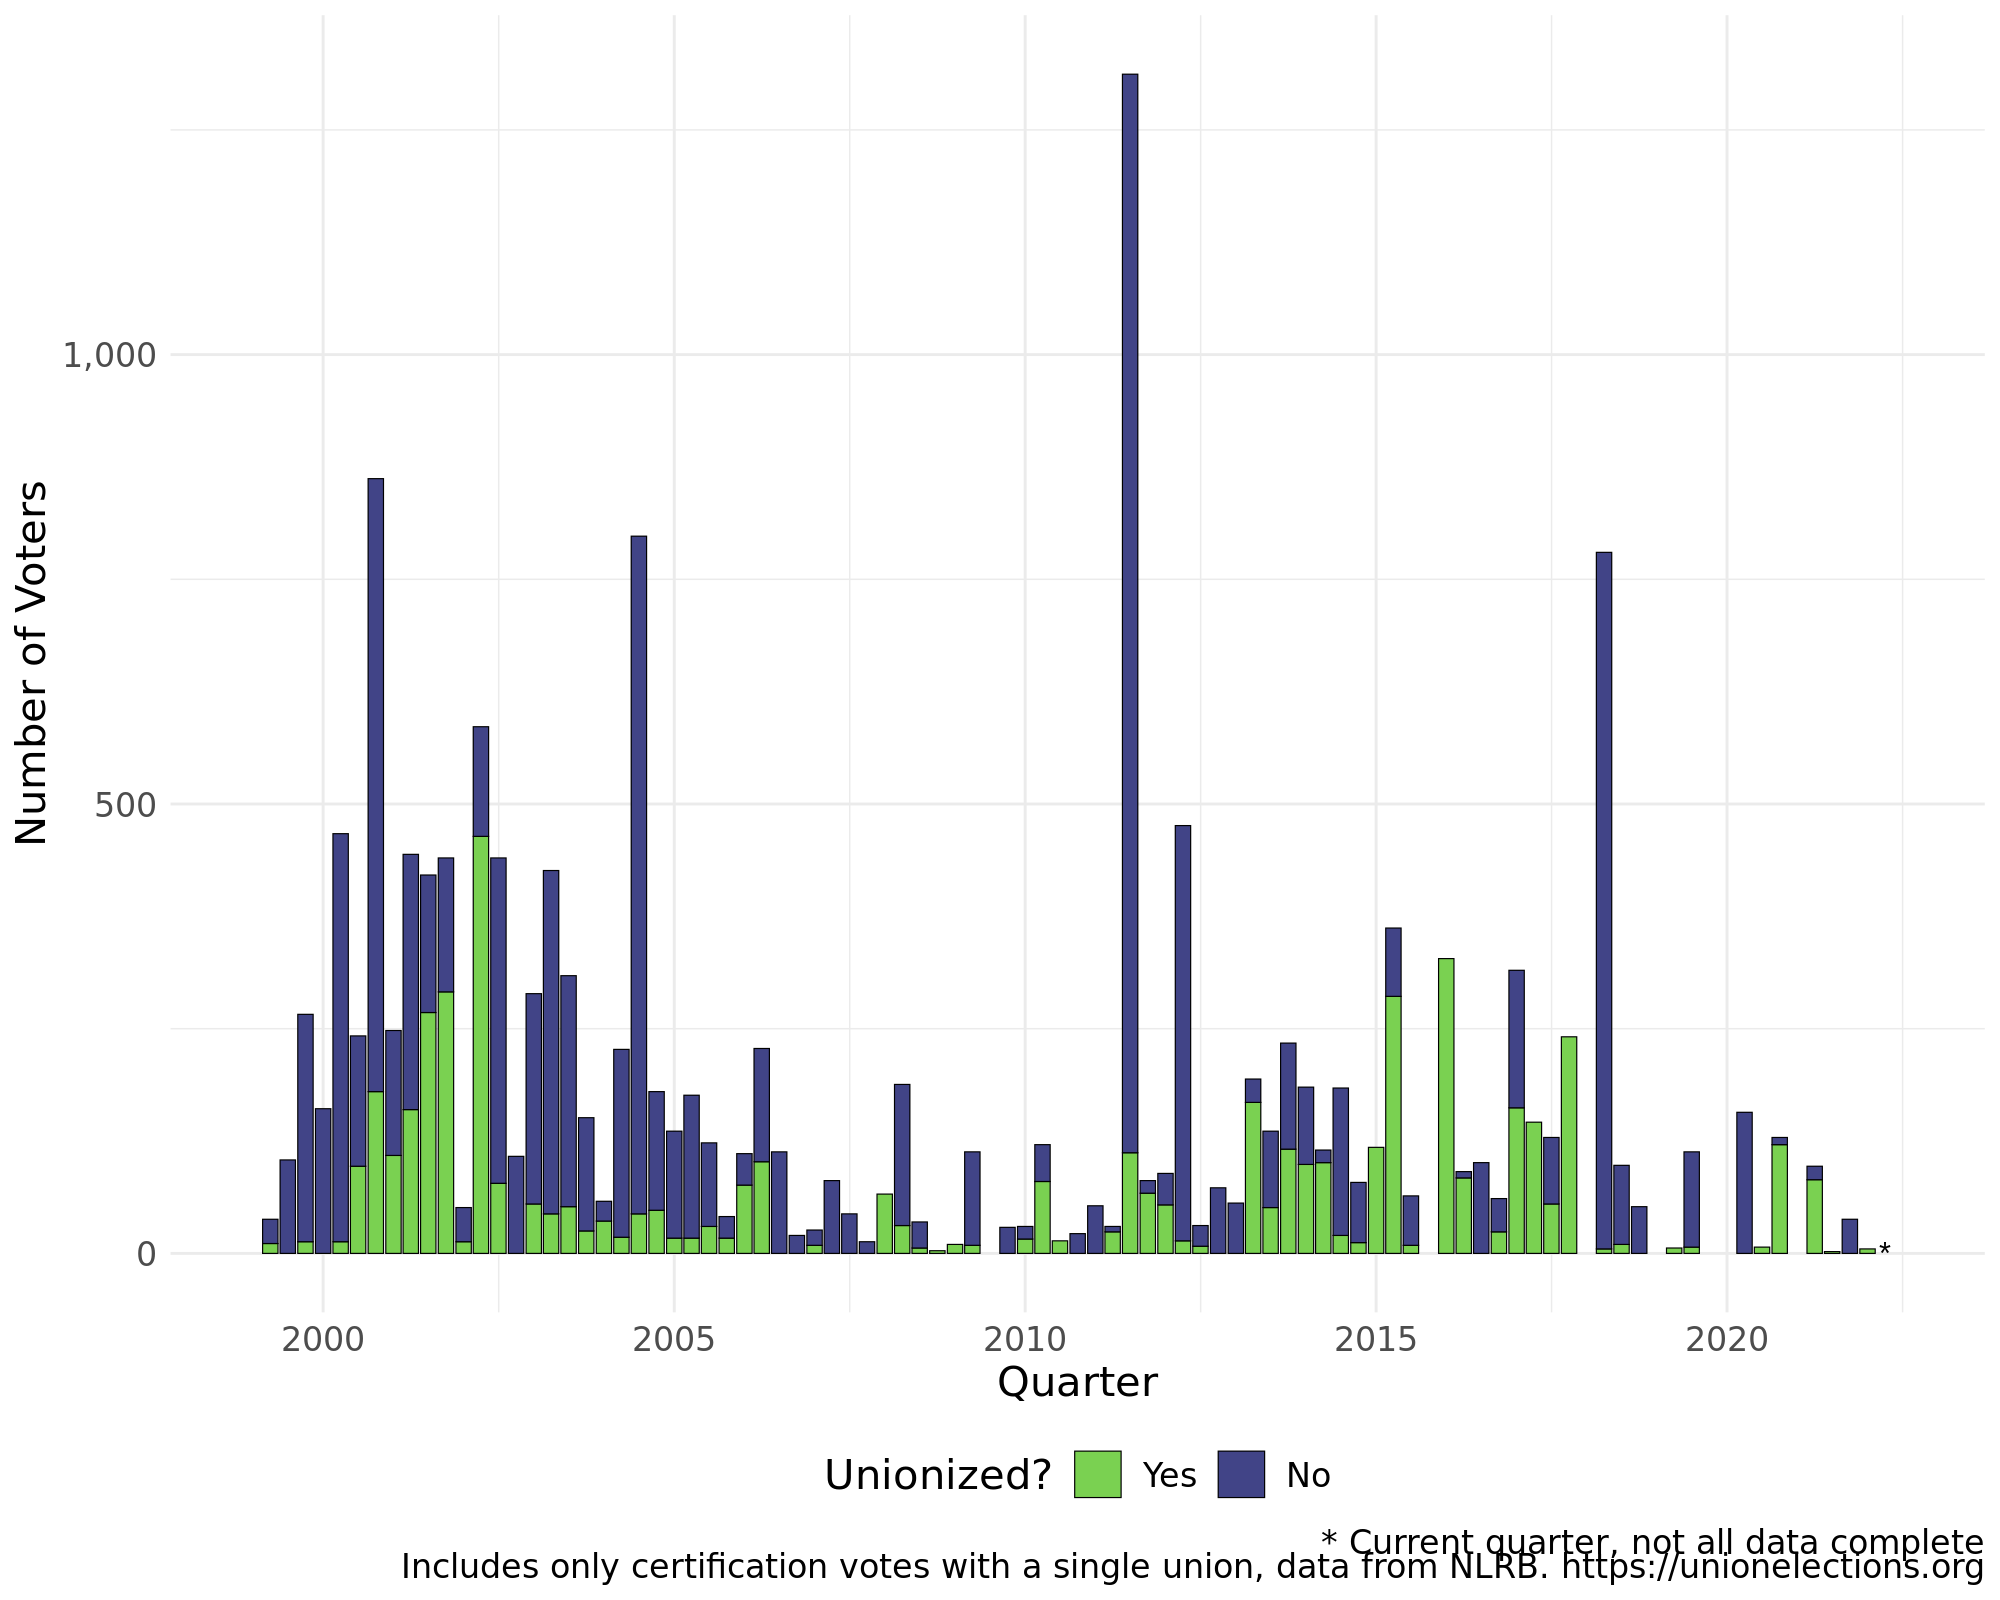 Number of Voters
1,000
500
0
*
2000 2005 2010 2015 2020
Quarter
Unionized? Yes No
* Current quarter, not all data complete
Includes only certification votes with a single union, data from NLRB. https://unionelections.org